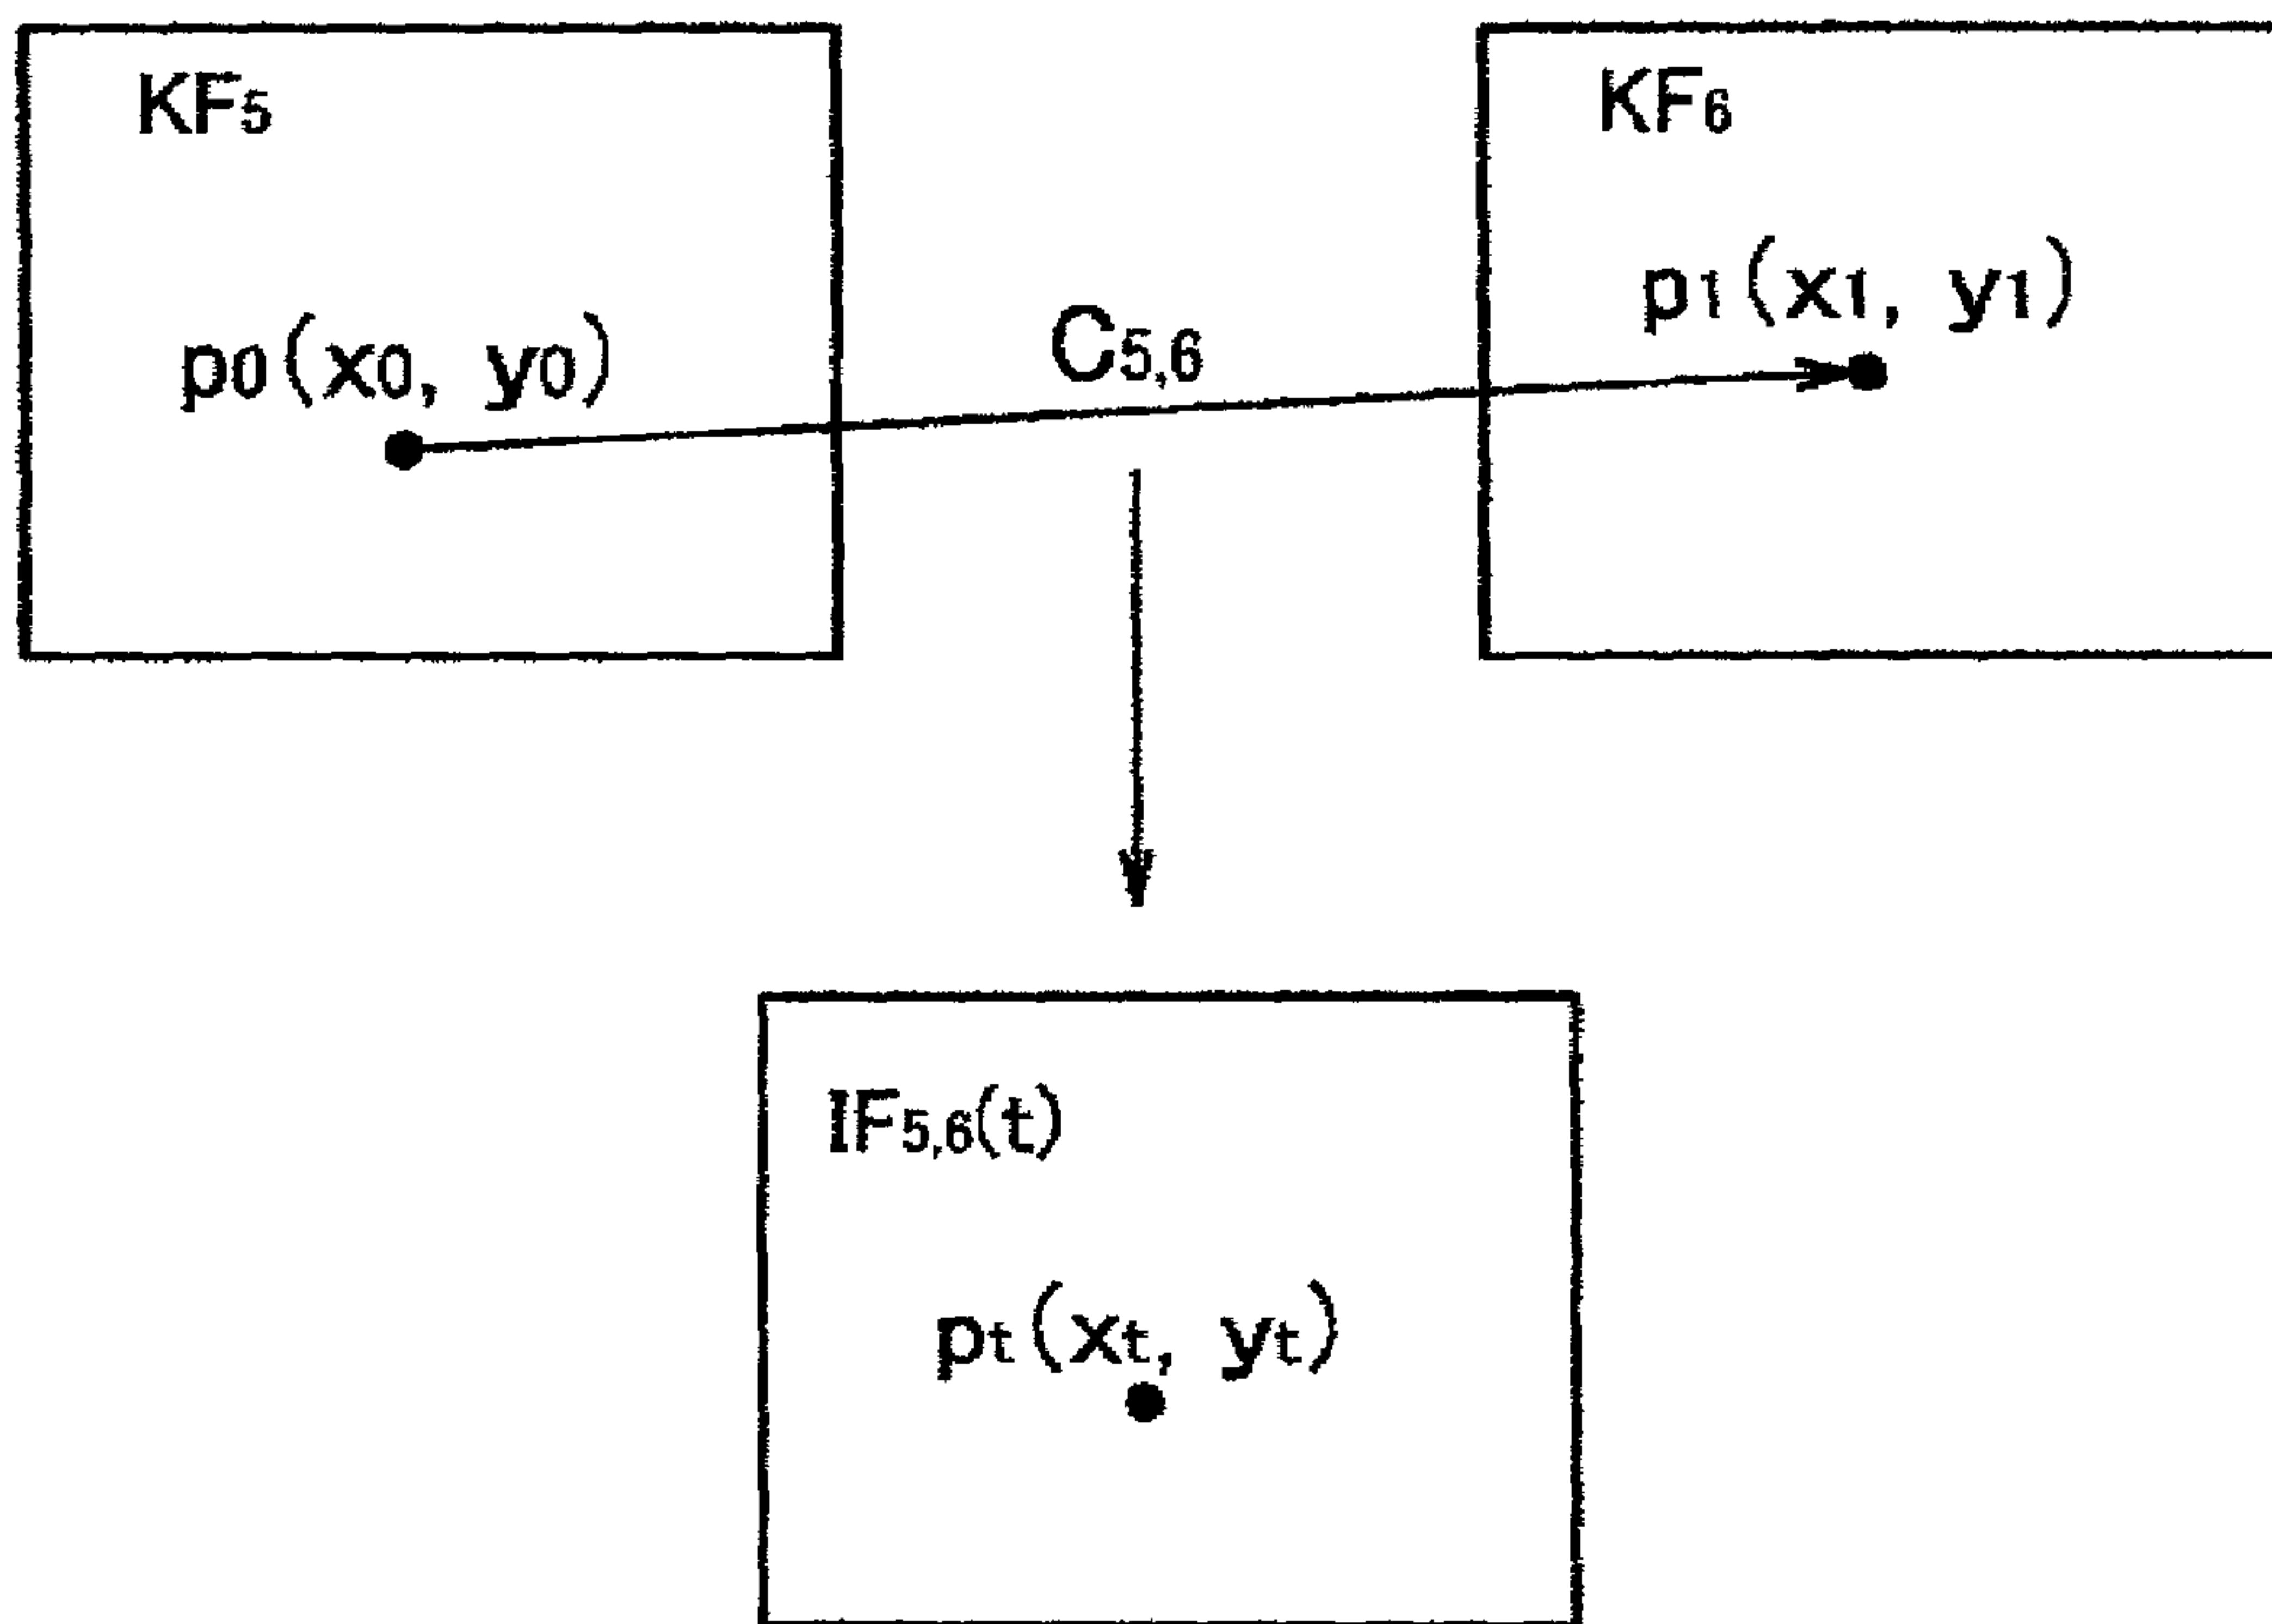 KF5
KF6
p0(x0, y0)
C5,6
p1(x1, y1)
IF5,6(t)
pt(xt, yt)